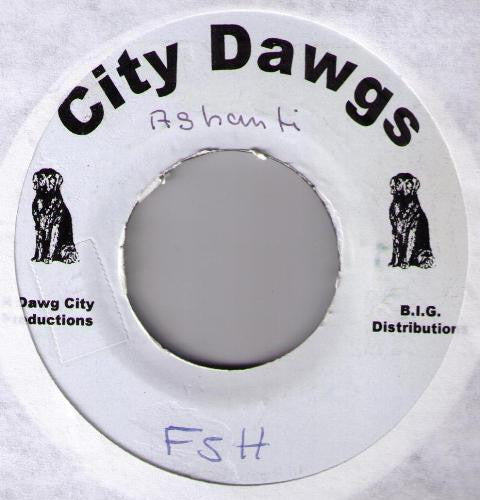 City Dawgs
Ashanti
Dawg City
Productions
B.I.G.
Distribution
FSH